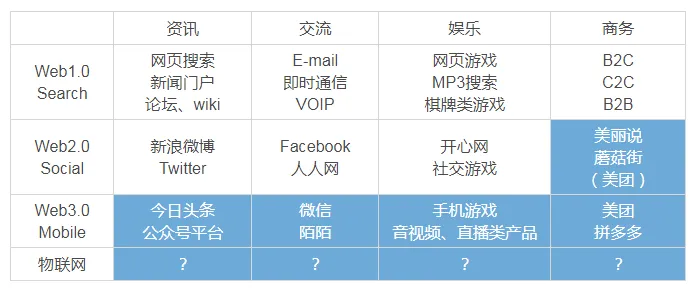 资讯 交流 娱乐 商务
Web1.0 Search
网页搜索
新闻门户
论坛、wiki
E-mail
即时通信
VOIP
网页游戏
MP3搜索
棋牌类游戏
B2C
C2C
B2B
Web2.0 Social
新浪微博
Twitter
Facebook
人人网
开心网
社交游戏
美丽说
蘑菇街
（美团）
Web3.0 Mobile
今日头条
公众号平台
微信
陌陌
手机游戏
音视频、直播类产品
美团
拼多多
物联网 ? ? ? ?